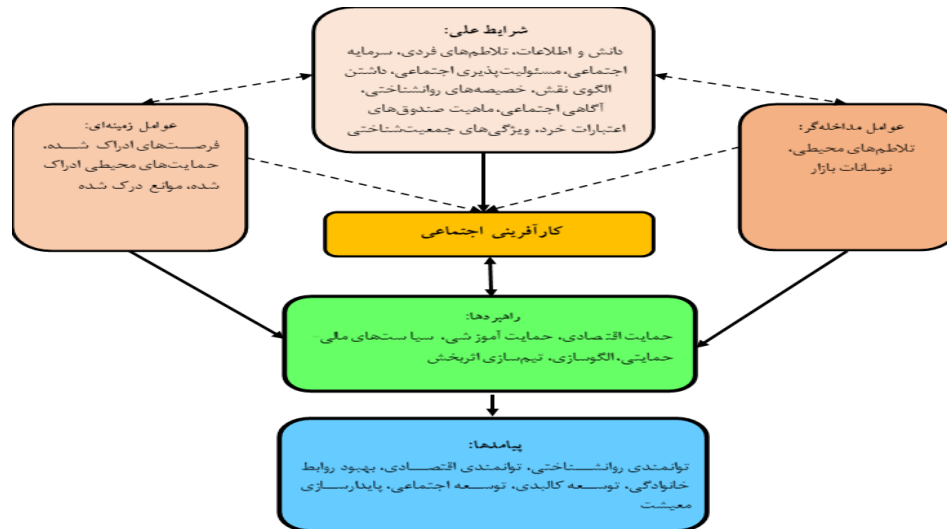 شرایط علی:
دانش و اطلاعات، تلاطم‌های فردی، سرمایه
اجتماعی، مسئولیت‌پذیری اجتماعی، داشتن
الگوی نقش، خصیصه‌های روانشناختی،
آگاهی اجتماعی، ماهیت صندوق‌های
اعتبارات خرد، ویژگی‌های جمعیت‌شناختی
عوامل مداخله‌گر:
تلاطم‌های محیطی،
نوسانات بازار
عوامل زمینه‌ای:
فرصت‌های ادراک شده،
حمایت‌های محیطی ادراک
شده، موانع درک شده
کارآفرینی اجتماعی
راهبردها:
حمایت اقتصادی، حمایت آموزشی، سیاست‌های مالی-
حمایتی، الگوسازی، تیم‌سازی اثربخش
پیامدها:
توانمندی روانشناختی، توانمندی اقتصادی، بهبود روابط
خانوادگی، توسعه کالبدی، توسعه اجتماعی، پایدارسازی
معیشت